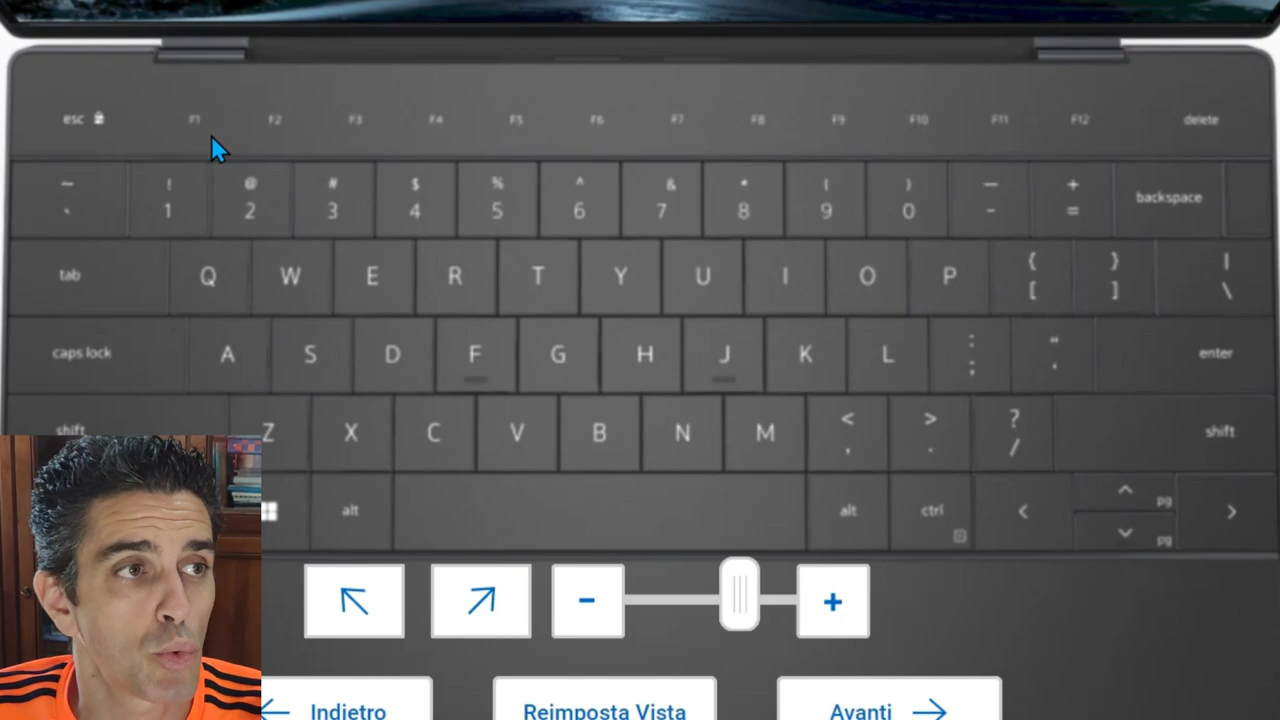 esc F1 F2 F3 F4 F5 F6 F7 F8 F9 F10 F11 F12 delete
~ ! @ # $ % ^ & * ( ) — +
` 1 2 3 4 5 6 7 8 9 0 - = backspace
tab Q W E R T Y U I O P { [ } ] | \
caps lock A S D F G H J K L : ; " ' enter
shift Z X C V B N M < , > . ? / shift
alt alt ctrl < ^ pg > 
pg
- +
← Indietro Reimposta Vista Avanti →